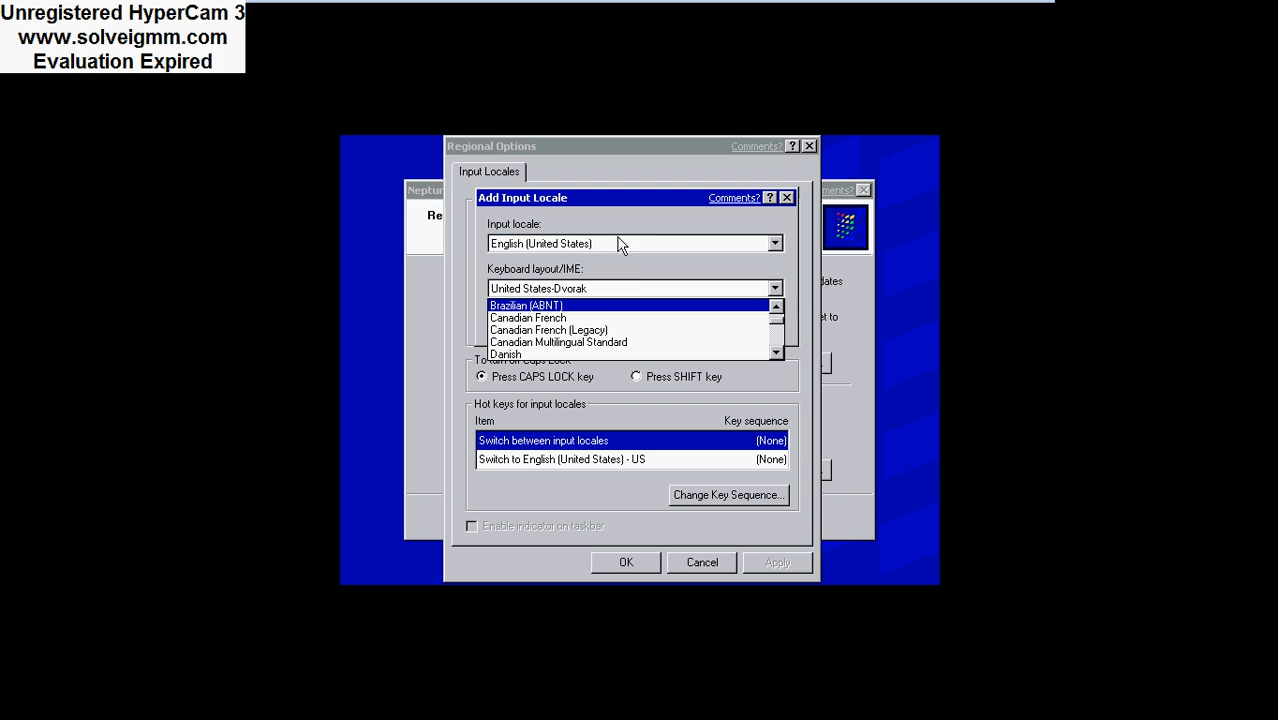 Unregistered HyperCam 3
www.solveigmm.com
Evaluation Expired
Regional Options
Comments?
Input Locales
Neptun
ments?
Re
Add Input Locale
Comments?
Input locale:
English (United States)
Keyboard layout/IME:
United States-Dvorak
dates
Brazilian (ABNT)
Canadian French
et to
Canadian French (Legacy)
Canadian Multilingual Standard
Danish
Press CAPS LOCK key
Press SHIFT key
Hot keys for input locales
Item
Key sequence
Switch between input locales
(None)
Switch to English (United States) - US
(None)
Change Key Sequence...
Enable indicator on taskbar
OK
Cancel
Apply